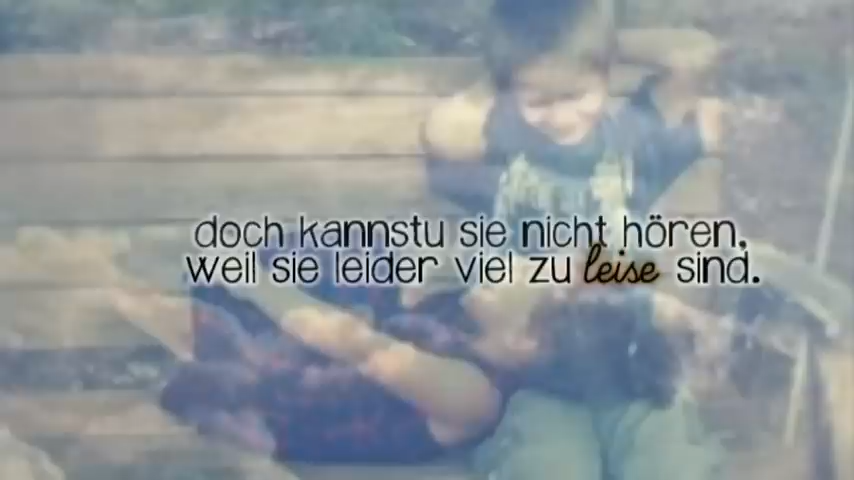 doch kannstu sie nicht hören,
weil sie leider viel zu leise sind.